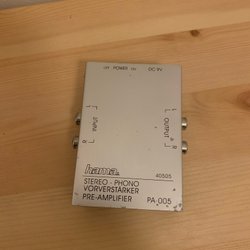 OFF POWER ON DC 9V
L
INPUT
R
L
OUTPUT
R
hama®
40505
STEREO - PHONO
VORVERSTÄRKER
PRE-AMPLIFIER PA 005